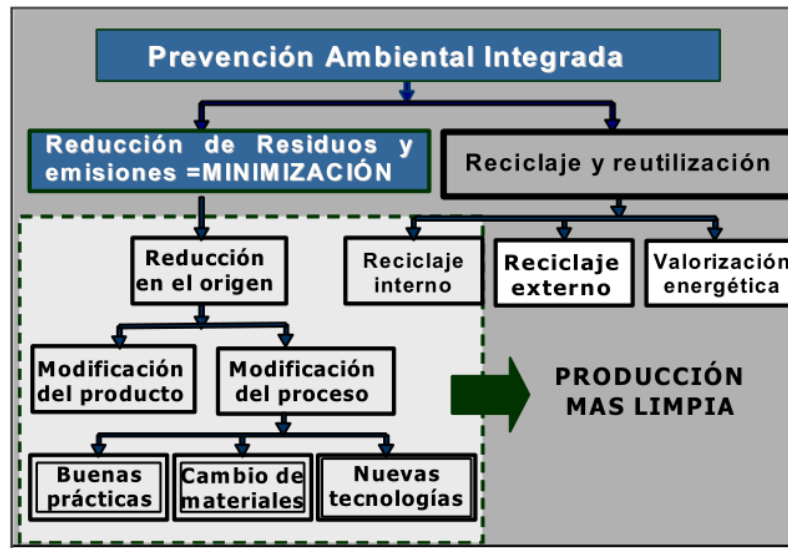 Prevención Ambiental Integrada
Reducción de Residuos y
emisiones =MINIMIZACIÓN
Reciclaje y reutilización
Reducción
en el origen
Reciclaje
interno
Reciclaje
externo
Valorización
energética
Modificación
del producto
Modificación
del proceso
PRODUCCIÓN
MAS LIMPIA
Buenas
prácticas
Cambio de
materiales
Nuevas
tecnologías